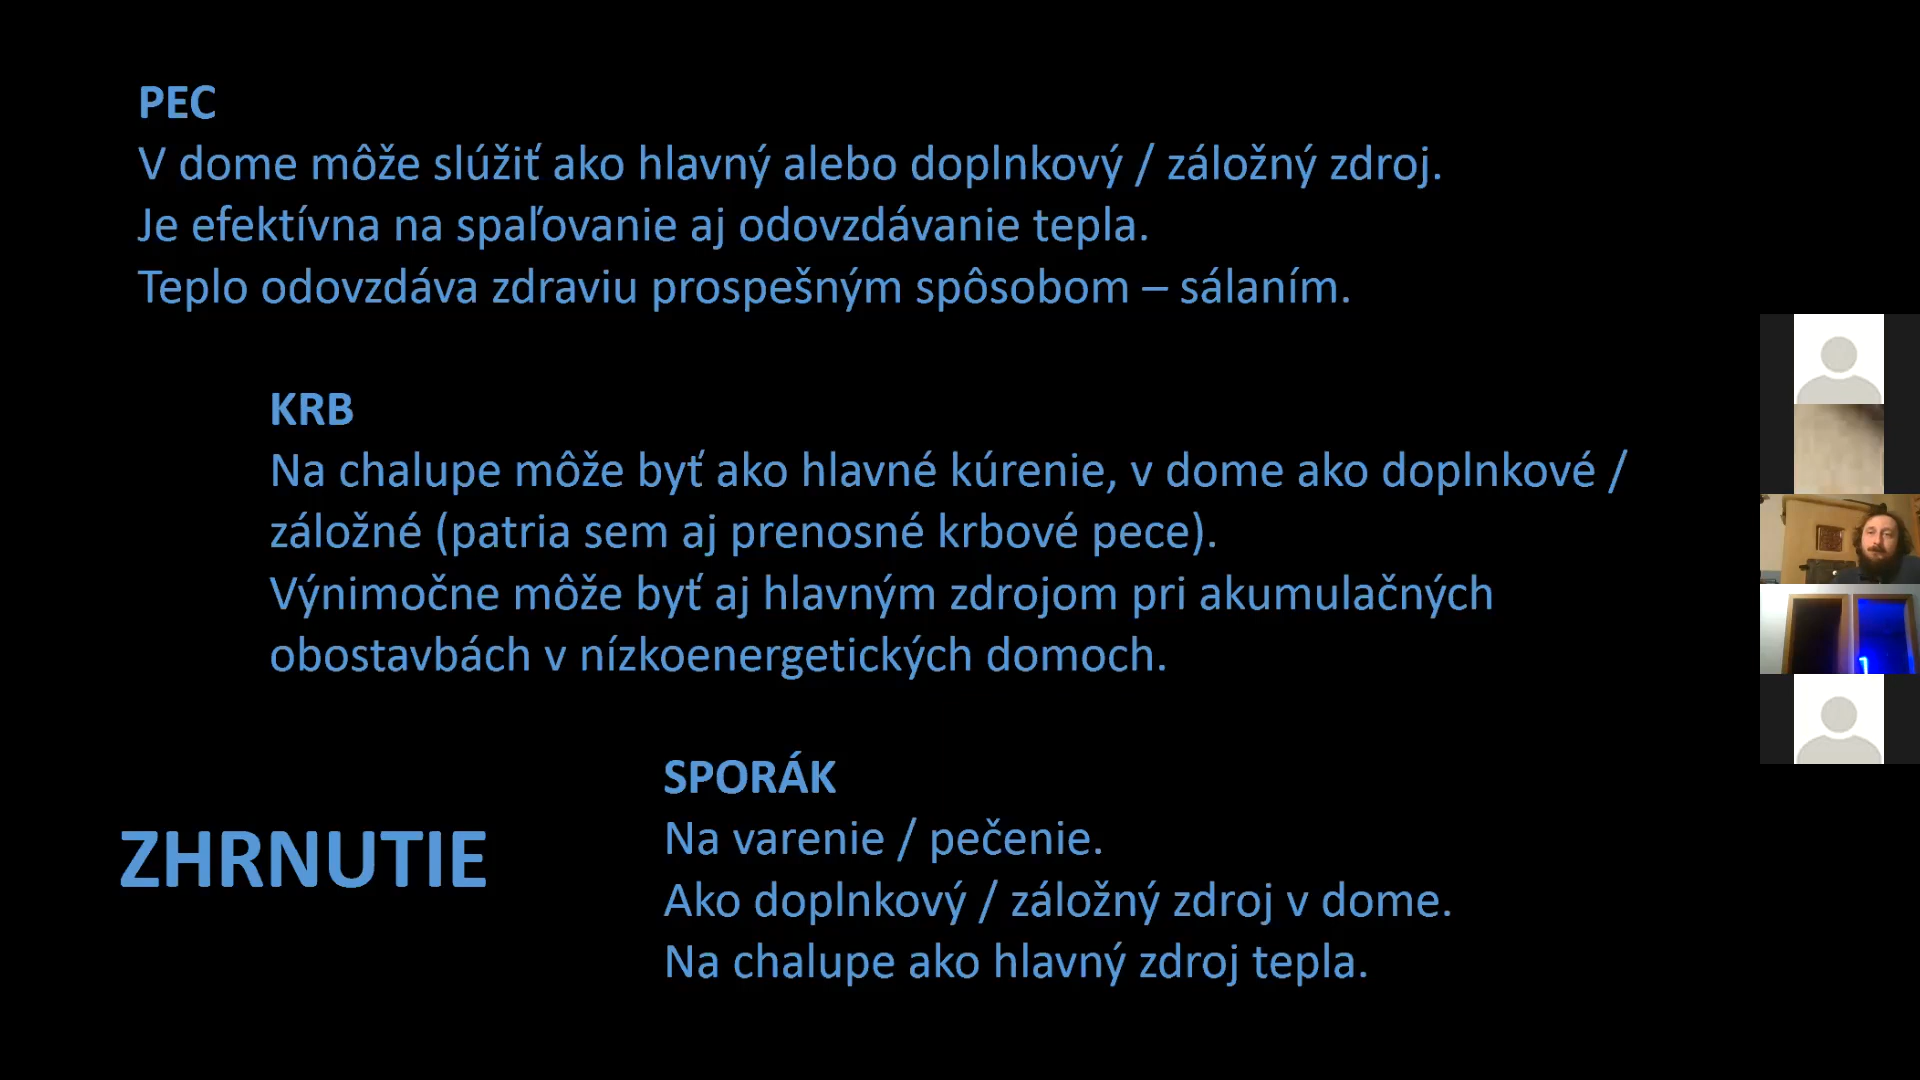 PEC
V dome môže slúžiť ako hlavný alebo doplnkový / záložný zdroj.
Je efektívna na spaľovanie aj odovzdávanie tepla.
Teplo odovzdáva zdraviu prospešným spôsobom – sálaním.
KRB
Na chalupe môže byť ako hlavné kúrenie, v dome ako doplnkové /
záložné (patria sem aj prenosné krbové pece).
Výnimočne môže byť aj hlavným zdrojom pri akumulačných
obostavbách v nízkoenergetických domoch.
SPORÁK
Na varenie / pečenie.
Ako doplnkový / záložný zdroj v dome.
Na chalupe ako hlavný zdroj tepla.
ZHRNUTIE